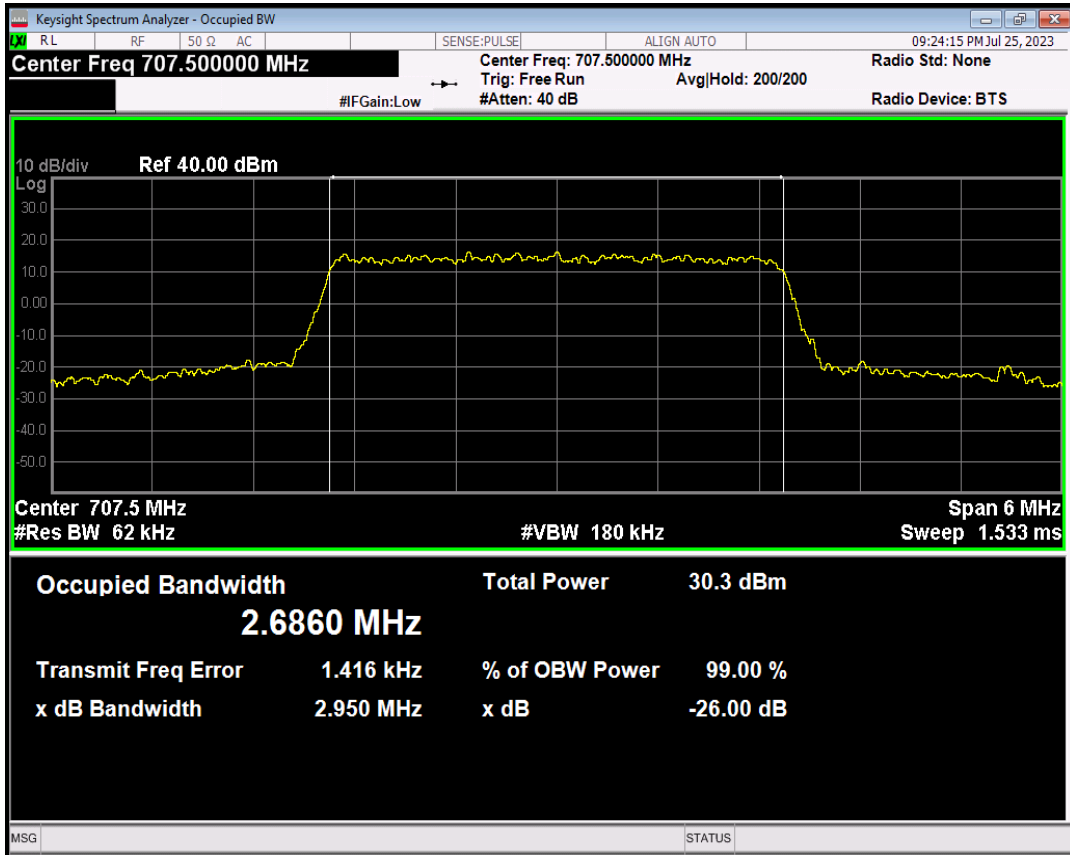 Keysight Spectrum Analyzer - Occupied BW
LXI RL RF 50 Ω AC SENSE:PULSE ALIGN AUTO 09:24:15 PM Jul 25, 2023
Center Freq 707.500000 MHz Center Freq: 707.500000 MHz Radio Std: None
Trig: Free Run Avg|Hold: 200/200
#IFGain:Low #Atten: 40 dB Radio Device: BTS
10 dB/div Ref 40.00 dBm
Log
30.0
20.0
10.0
0.00
-10.0
-20.0
-30.0
-40.0
-50.0
Center 707.5 MHz Span 6 MHz
#Res BW 62 kHz #VBW 180 kHz Sweep 1.533 ms
Occupied Bandwidth Total Power 30.3 dBm
2.6860 MHz
Transmit Freq Error 1.416 kHz % of OBW Power 99.00 %
x dB Bandwidth 2.950 MHz x dB -26.00 dB
MSG STATUS